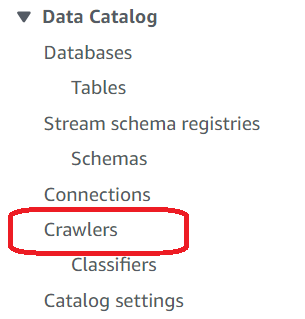 Data Catalog
Databases
Tables
Stream schema registries
Schemas
Connections
Crawlers
Classifiers
Catalog settings